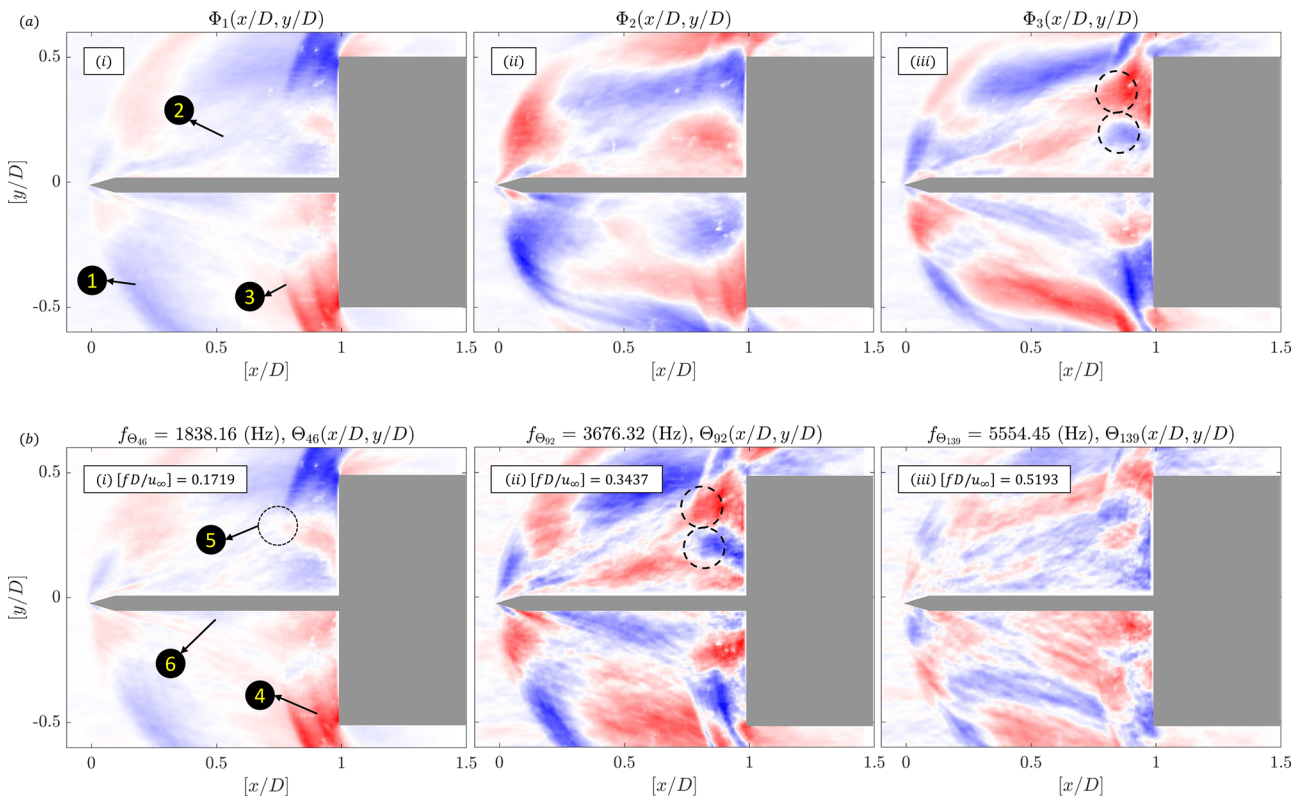 (a)
Φ₁(x/D, y/D)
Φ₂(x/D, y/D)
Φ₃(x/D, y/D)
(i)
(ii)
(iii)
0.5
0
-0.5
[y/D]
1
2
3
0 0.5 1 1.5
0 0.5 1 1.5
0 0.5 1 1.5
[x/D]
[x/D]
[x/D]
(b)
f_Θ₄₆ = 1838.16 (Hz), Θ₄₆(x/D, y/D)
f_Θ₉₂ = 3676.32 (Hz), Θ₉₂(x/D, y/D)
f_Θ₁₃₉ = 5554.45 (Hz), Θ₁₃₉(x/D, y/D)
(i) [fD/u∞] = 0.1719
(ii) [fD/u∞] = 0.3437
(iii) [fD/u∞] = 0.5193
0.5
0
-0.5
[y/D]
5
6
4
0 0.5 1 1.5
0 0.5 1 1.5
0 0.5 1 1.5
[x/D]
[x/D]
[x/D]